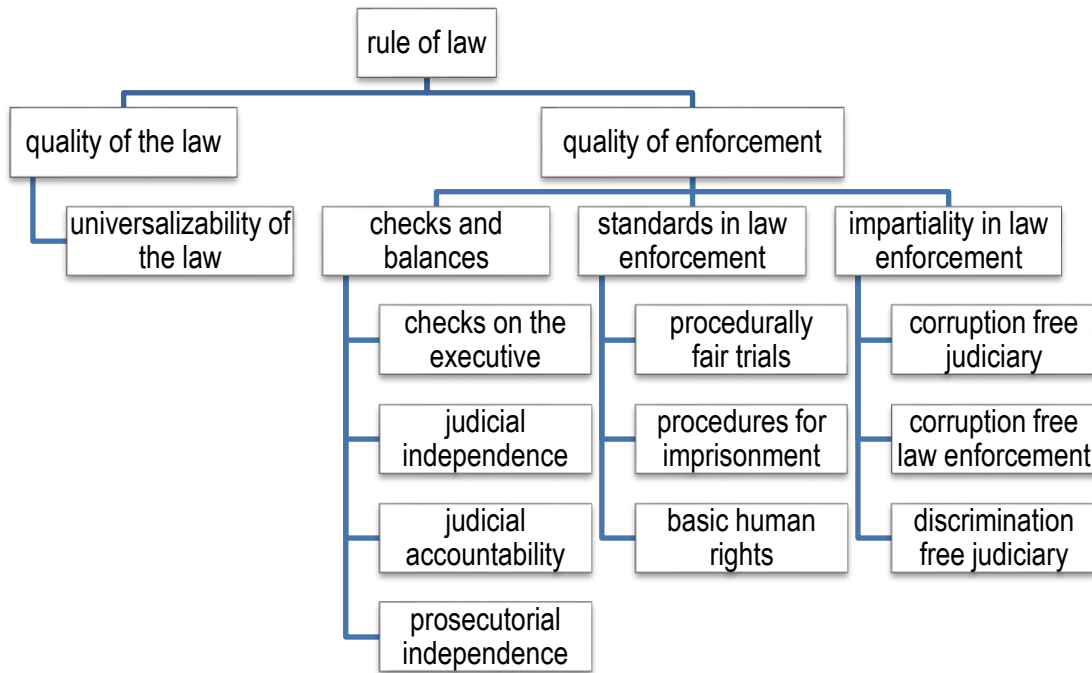 rule of law
quality of the law
quality of enforcement
universalizability of
the law
checks and
balances
standards in law
enforcement
impartiality in law
enforcement
checks on the
executive
procedurally
fair trials
corruption free
judiciary
judicial
independence
procedures for
imprisonment
corruption free
law enforcement
judicial
accountability
basic human
rights
discrimination
free judiciary
prosecutorial
independence